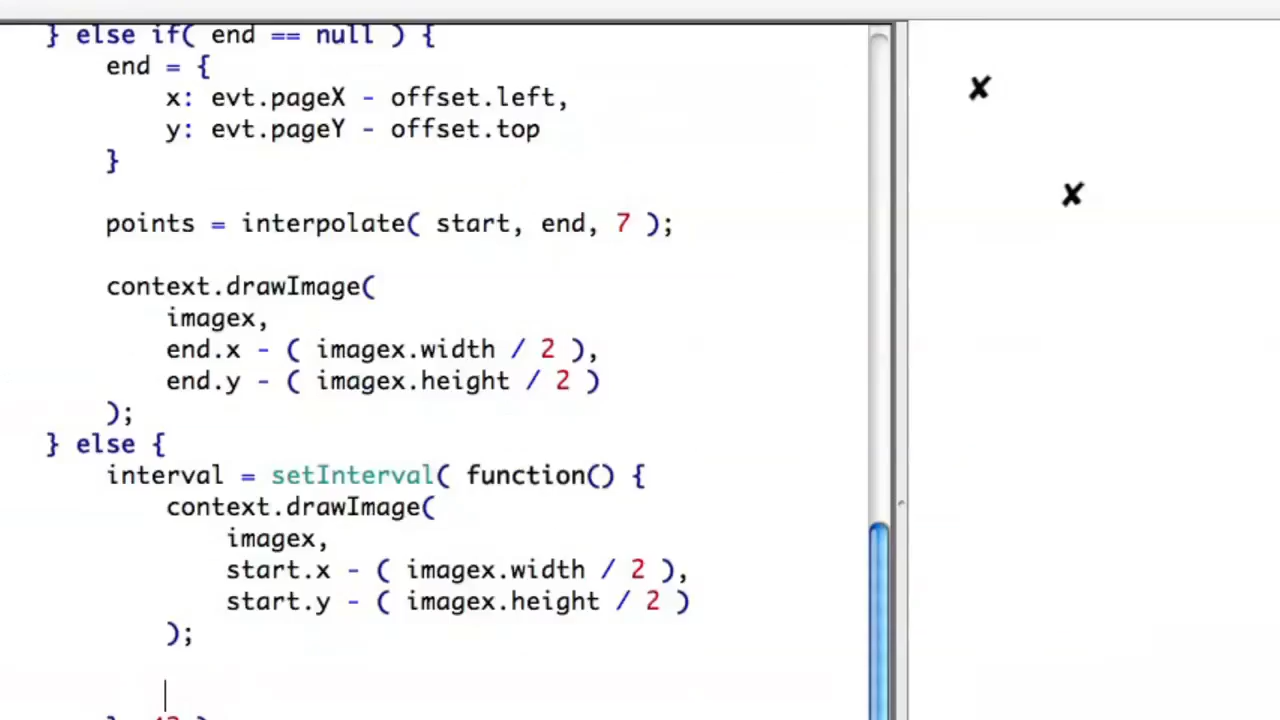 } else if( end == null ) {
end = {
x: evt.pageX - offset.left,
y: evt.pageY - offset.top
}
points = interpolate( start, end, 7 );
context.drawImage(
imagex,
end.x - ( imagex.width / 2 ),
end.y - ( imagex.height / 2 )
);
} else {
interval = setInterval( function() {
context.drawImage(
imagex,
start.x - ( imagex.width / 2 ),
start.y - ( imagex.height / 2 )
);